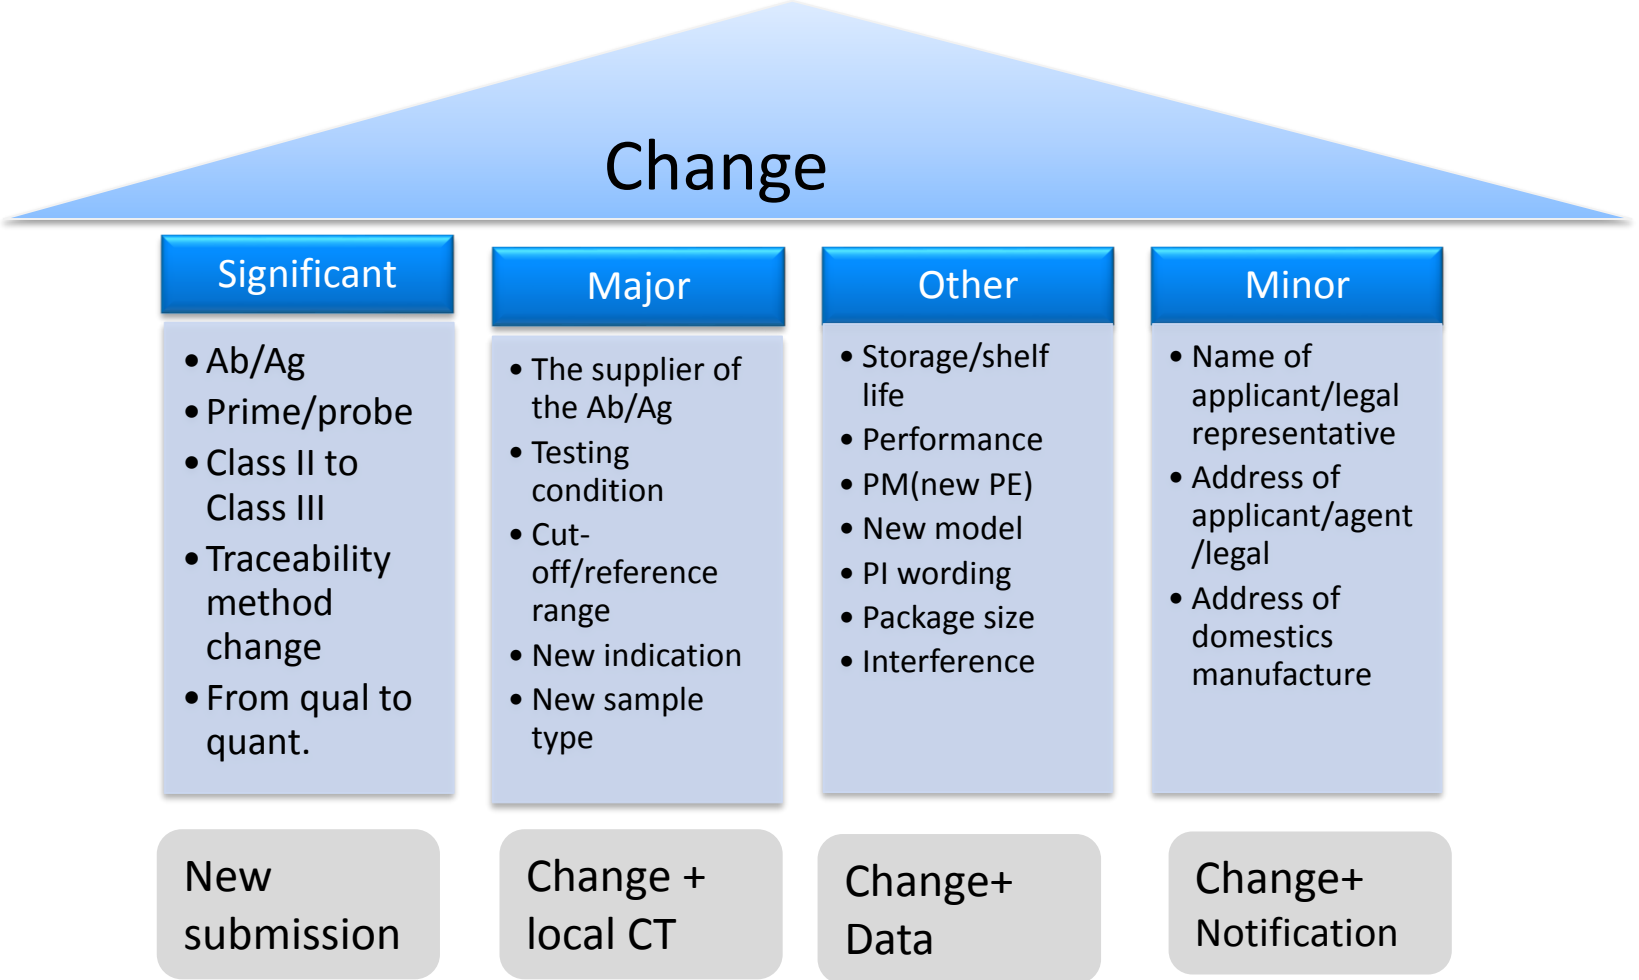 Change
Significant
• Ab/Ag
• Prime/probe
• Class II to
Class III
• Traceability
method
change
• From qual to
quant.
New
submission
Major
• The supplier of
the Ab/Ag
• Testing
condition
• Cut-
off/reference
range
• New indication
• New sample
type
Change +
local CT
Other
• Storage/shelf
life
• Performance
• PM(new PE)
• New model
• PI wording
• Package size
• Interference
Change+
Data
Minor
• Name of
applicant/legal
representative
• Address of
applicant/agent
/legal
• Address of
domestics
manufacture
Change+
Notification